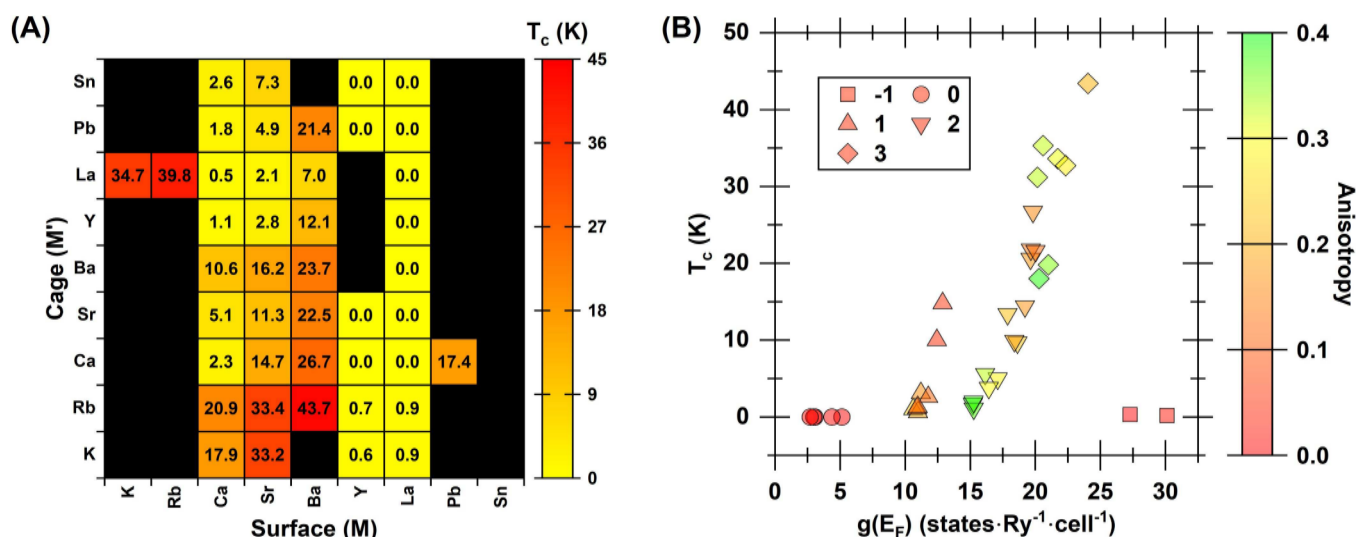 (A)
T_c (K)
Sn 2.6 7.3 0.0 0.0
Pb 1.8 4.9 21.4 0.0 0.0
La 34.7 39.8 0.5 2.1 7.0 0.0
Y 1.1 2.8 12.1 0.0
Ba 10.6 16.2 23.7 0.0
Sr 5.1 11.3 22.5 0.0 0.0
Ca 2.3 14.7 26.7 0.0 0.0 17.4
Rb 20.9 33.4 43.7 0.7 0.9
K 17.9 33.2 0.6 0.9
K Rb Ca Sr Ba Y La Pb Sn
Cage (M')
Surface (M)
45
36
27
18
9
0
(B)
50
40
30
20
10
0
T_c (K)
-1 0
1 2
3
0 5 10 15 20 25 30
g(E_F) (states·Ry⁻¹·cell⁻¹)
0.4
0.3
0.2
0.1
0.0
Anisotropy